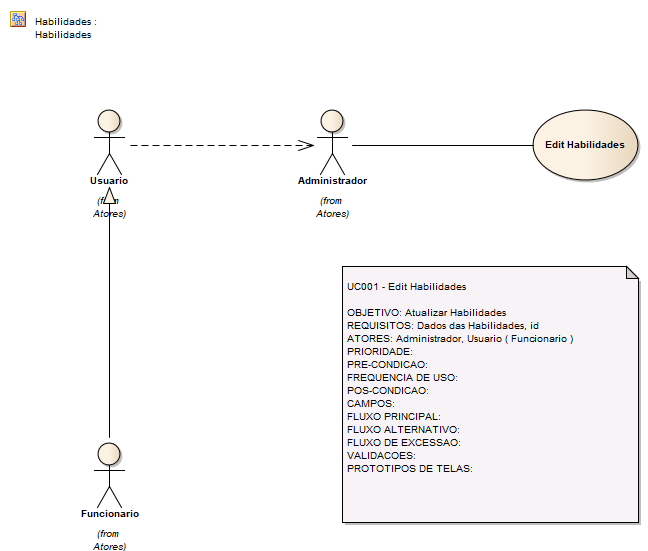 Habilidades :
Habilidades
Usuario
(from
Atores)
Administrador
(from
Atores)
Edit Habilidades
UC001 - Edit Habilidades
OBJETIVO: Atualizar Habilidades
REQUISITOS: Dados das Habilidades, id
ATORES: Administrador, Usuario ( Funcionario )
PRIORIDADE:
PRE-CONDICAO:
FREQUENCIA DE USO:
POS-CONDICAO:
CAMPOS:
FLUXO PRINCIPAL:
FLUXO ALTERNATIVO:
FLUXO DE EXCESSAO:
VALIDACOES:
PROTOTIPOS DE TELAS:
Funcionario
(from
Atores)